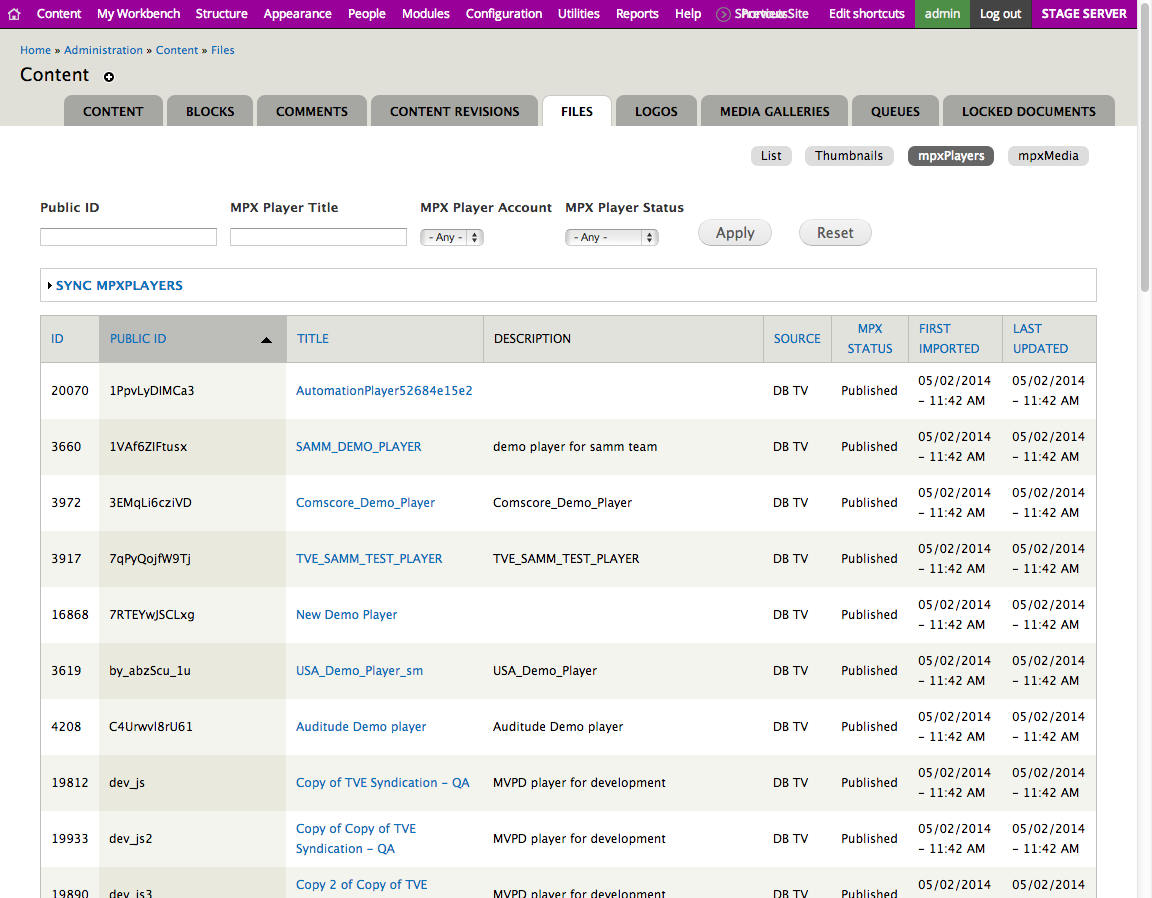 Content My Workbench Structure Appearance People Modules Configuration Utilities Reports Help Site Edit shortcuts admin Log out STAGE SERVER
Home » Administration » Content » Files
Content
CONTENT BLOCKS COMMENTS CONTENT REVISIONS FILES LOGOS MEDIA GALLERIES QUEUES LOCKED DOCUMENTS
List Thumbnails mpxPlayers mpxMedia
Public ID MPX Player Title MPX Player Account MPX Player Status
- Any - - Any - Apply Reset
SYNC MPXPLAYERS
ID PUBLIC ID TITLE DESCRIPTION SOURCE MPX STATUS FIRST IMPORTED LAST UPDATED
20070 1PpvLyDIMCa3 AutomationPlayer52684e15e2 DB TV Published 05/02/2014 - 11:42 AM 05/02/2014 - 11:42 AM
3660 1VAf6ZIFtusx SAMM_DEMO_PLAYER demo player for samm team DB TV Published 05/02/2014 - 11:42 AM 05/02/2014 - 11:42 AM
3972 3EMqLi6cziVD Comscore_Demo_Player Comscore_Demo_Player DB TV Published 05/02/2014 - 11:42 AM 05/02/2014 - 11:42 AM
3917 7qPyQojfW9Tj TVE_SAMM_TEST_PLAYER TVE_SAMM_TEST_PLAYER DB TV Published 05/02/2014 - 11:42 AM 05/02/2014 - 11:42 AM
16868 7RTEYwJSCLxg New Demo Player DB TV Published 05/02/2014 - 11:42 AM 05/02/2014 - 11:42 AM
3619 by_abzScu_1u USA_Demo_Player_sm USA_Demo_Player DB TV Published 05/02/2014 - 11:42 AM 05/02/2014 - 11:42 AM
4208 C4Urwvl8rU61 Auditude Demo player Auditude Demo player DB TV Published 05/02/2014 - 11:42 AM 05/02/2014 - 11:42 AM
19812 dev_js Copy of TVE Syndication - QA MVPD player for development DB TV Published 05/02/2014 - 11:42 AM 05/02/2014 - 11:42 AM
19933 dev_js2 Copy of Copy of TVE Syndication - QA MVPD player for development DB TV Published 05/02/2014 - 11:42 AM 05/02/2014 - 11:42 AM
19890 dev_js3 Copy 2 of Copy of TVE MVPD player for development DB TV Published 05/02/2014 05/02/2014